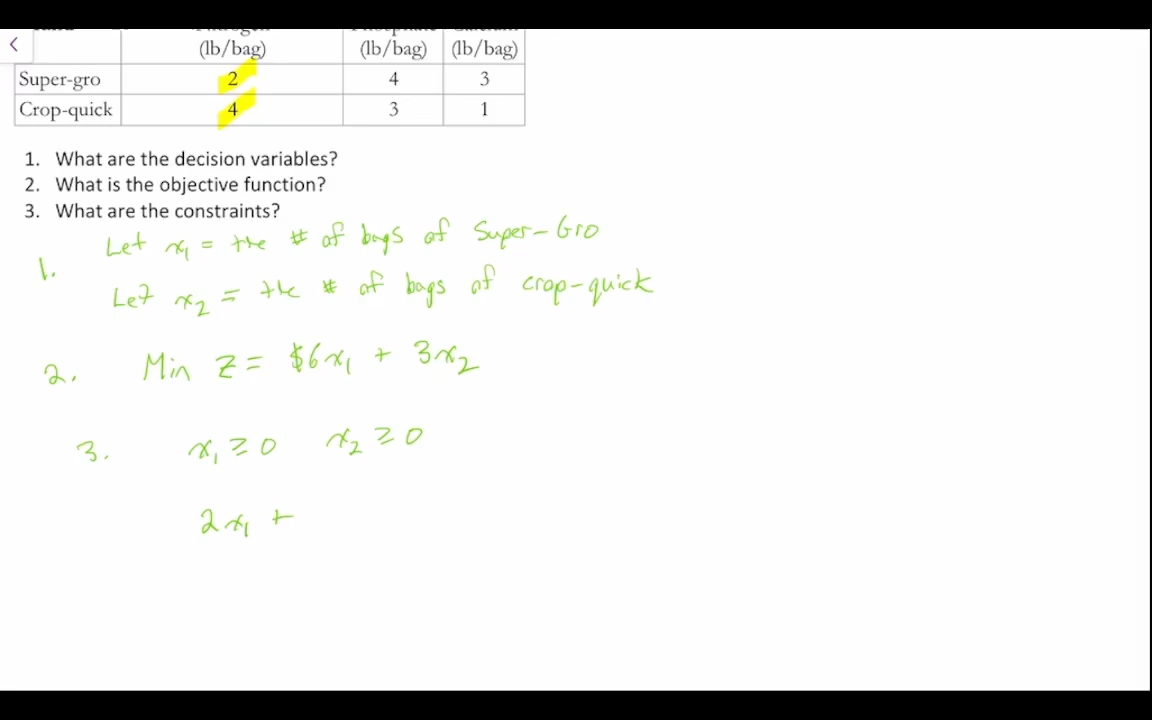 (lb/bag) (lb/bag) (lb/bag)
Super-gro 2 4 3
Crop-quick 4 3 1
1. What are the decision variables?
2. What is the objective function?
3. What are the constraints?
1. Let x₁ = the # of bags of Super-Gro
Let x₂ = the # of bags of crop-quick
2. Min Z = $6x₁ + 3x₂
3. x₁ ≥ 0 x₂ ≥ 0
2x₁ +